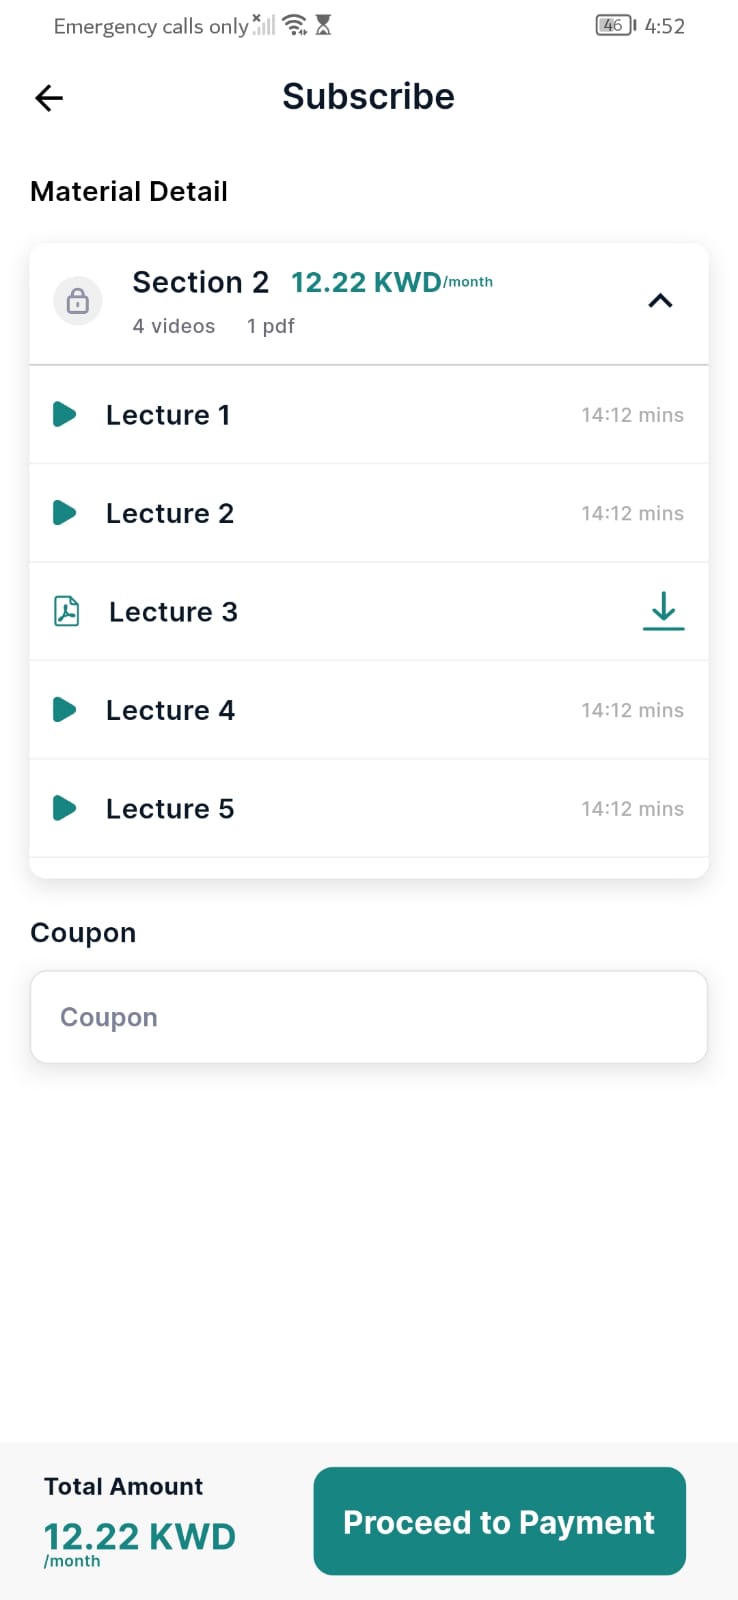 Emergency calls only 46 4:52
Subscribe
Material Detail
Section 2 12.22 KWD/month
4 videos 1 pdf
Lecture 1 14:12 mins
Lecture 2 14:12 mins
Lecture 3
Lecture 4 14:12 mins
Lecture 5 14:12 mins
Coupon
Coupon
Total Amount
12.22 KWD
/month
Proceed to Payment